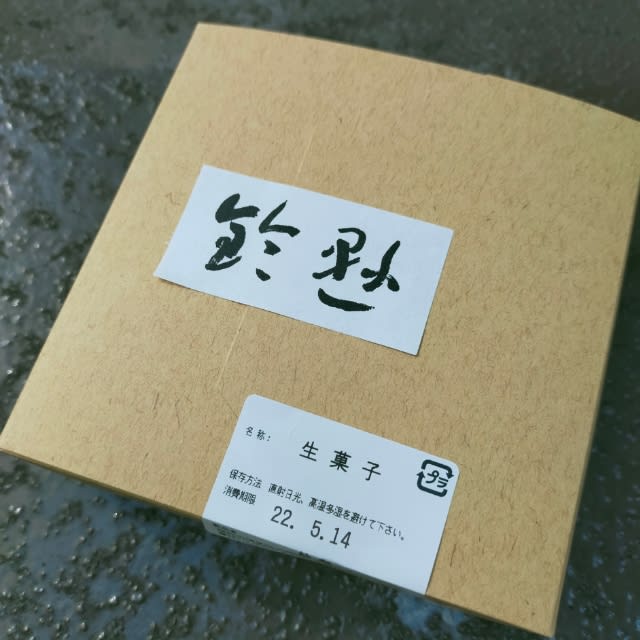 鈴懸
名称： 生菓子
プラ
保存方法 直射日光、高温多湿を避けて下さい。
消費期限 22. 5.14